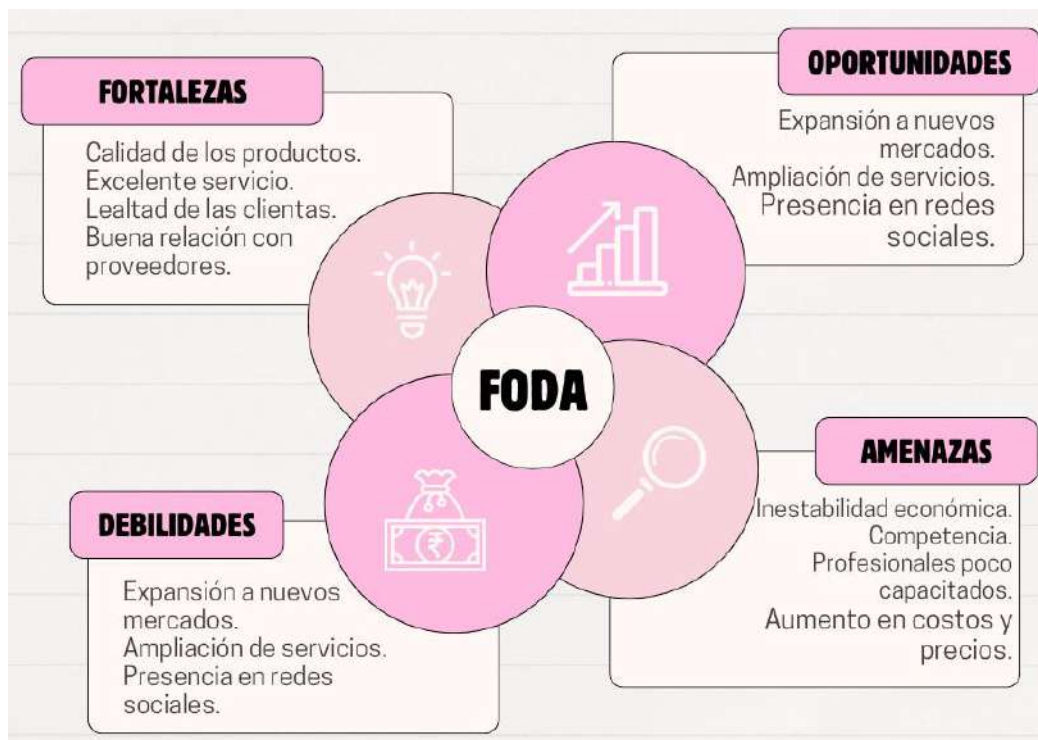 FORTALEZAS
Calidad de los productos.
Excelente servicio.
Lealtad de las clientas.
Buena relación con
proveedores.
OPORTUNIDADES
Expansión a nuevos
mercados.
Ampliación de servicios.
Presencia en redes
sociales.
FODA
DEBILIDADES
Expansión a nuevos
mercados.
Ampliación de servicios.
Presencia en redes
sociales.
₹
AMENAZAS
Inestabilidad económica.
Competencia.
Profesionales poco
capacitados.
Aumento en costos y
precios.